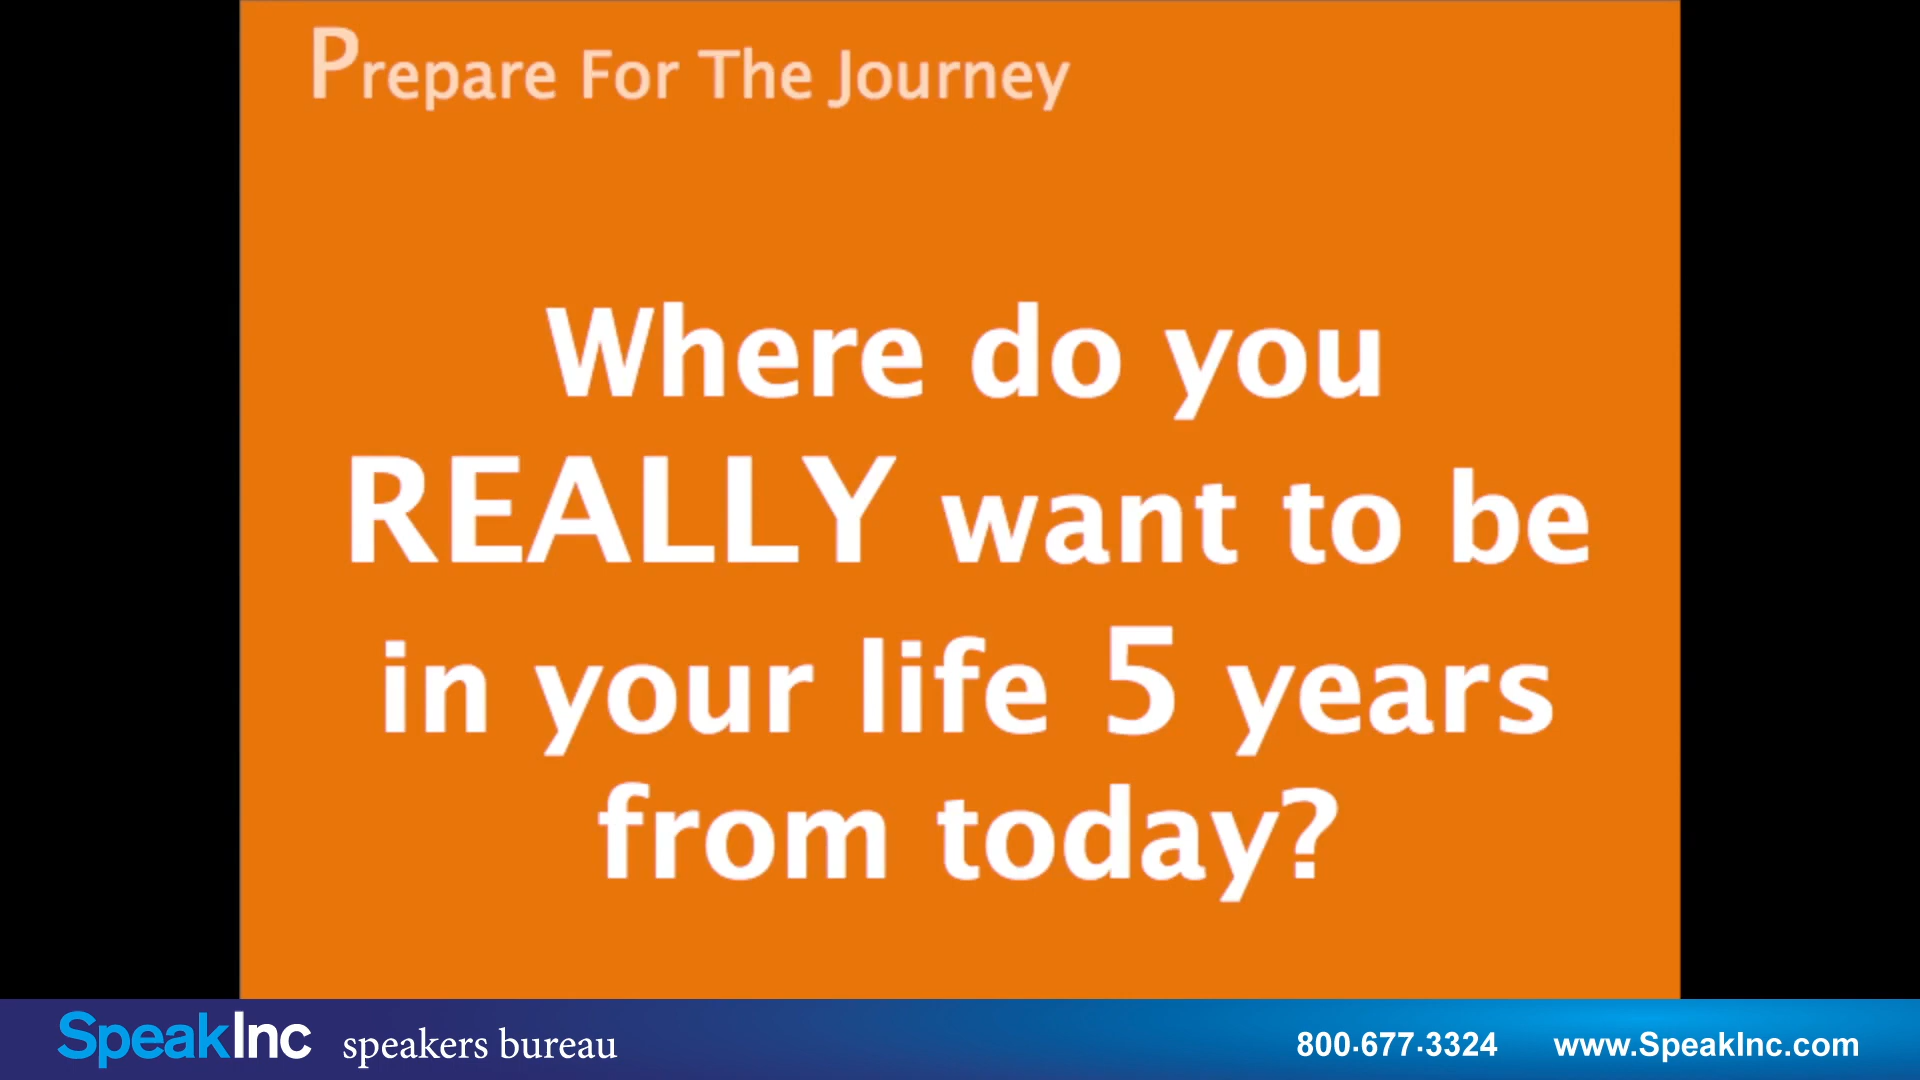 Prepare For The Journey
Where do you
REALLY want to be
in your life 5 years
from today?
SpeakInc speakers bureau
800·677·3324 www.SpeakInc.com